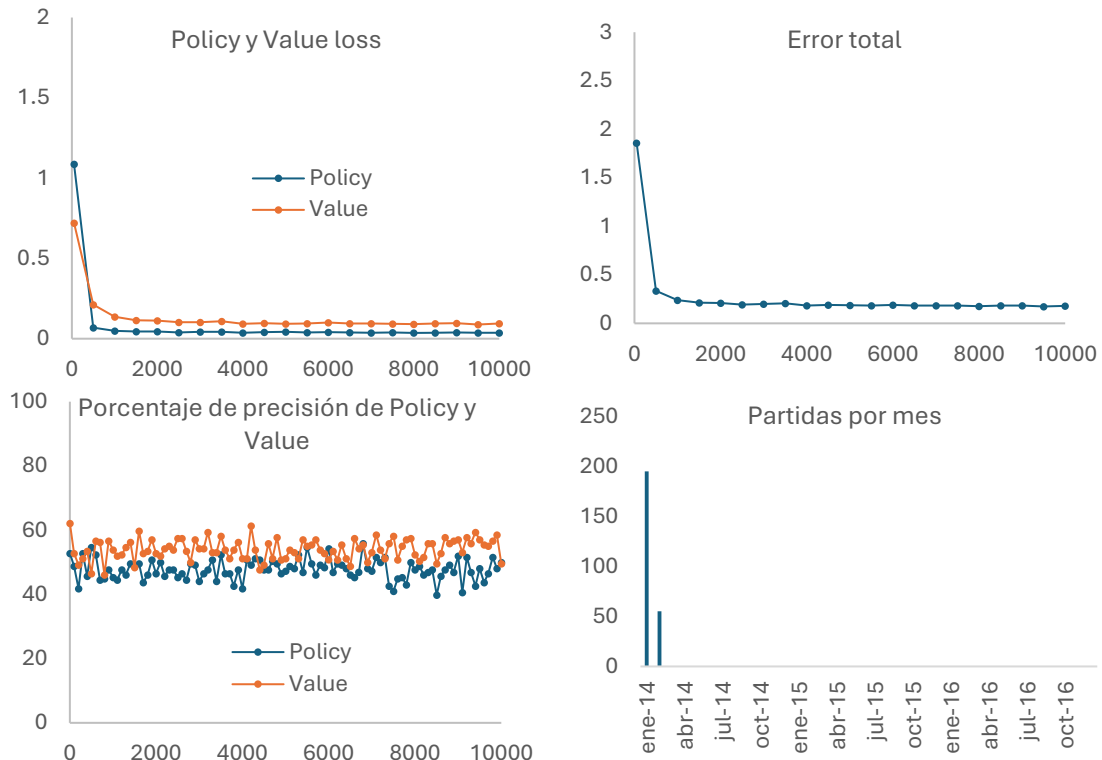 Policy y Value loss
2
1.5
1
0.5
0
Policy
Value
0 2000 4000 6000 8000 10000
Error total
3
2.5
2
1.5
1
0.5
0
0 2000 4000 6000 8000 10000
Porcentaje de precisión de Policy y
Value
100
80
60
40
20
0
Policy
Value
0 2000 4000 6000 8000 10000
Partidas por mes
250
200
150
100
50
0
ene-14
abr-14
jul-14
oct-14
ene-15
abr-15
jul-15
oct-15
ene-16
abr-16
jul-16
oct-16